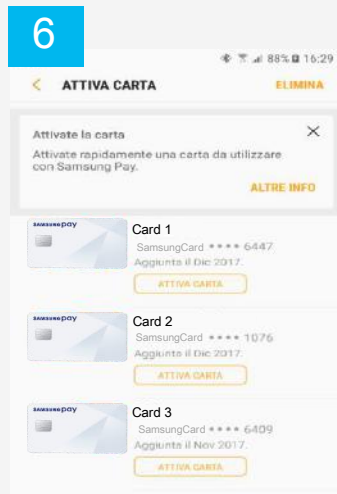 6
88% 16:29
< ATTIVA CARTA ELIMINA
Attivate la carta ×
Attivate rapidamente una carta da utilizzare
con Samsung Pay.
ALTRE INFO
SAMSUNG pay
Card 1
SamsungCard •••• 6447
Aggiunta il Dic 2017.
ATTIVA CARTA
SAMSUNG pay
Card 2
SamsungCard •••• 1076
Aggiunta il Dic 2017.
ATTIVA CARTA
SAMSUNG pay
Card 3
SamsungCard •••• 6409
Aggiunta il Nov 2017.
ATTIVA CARTA